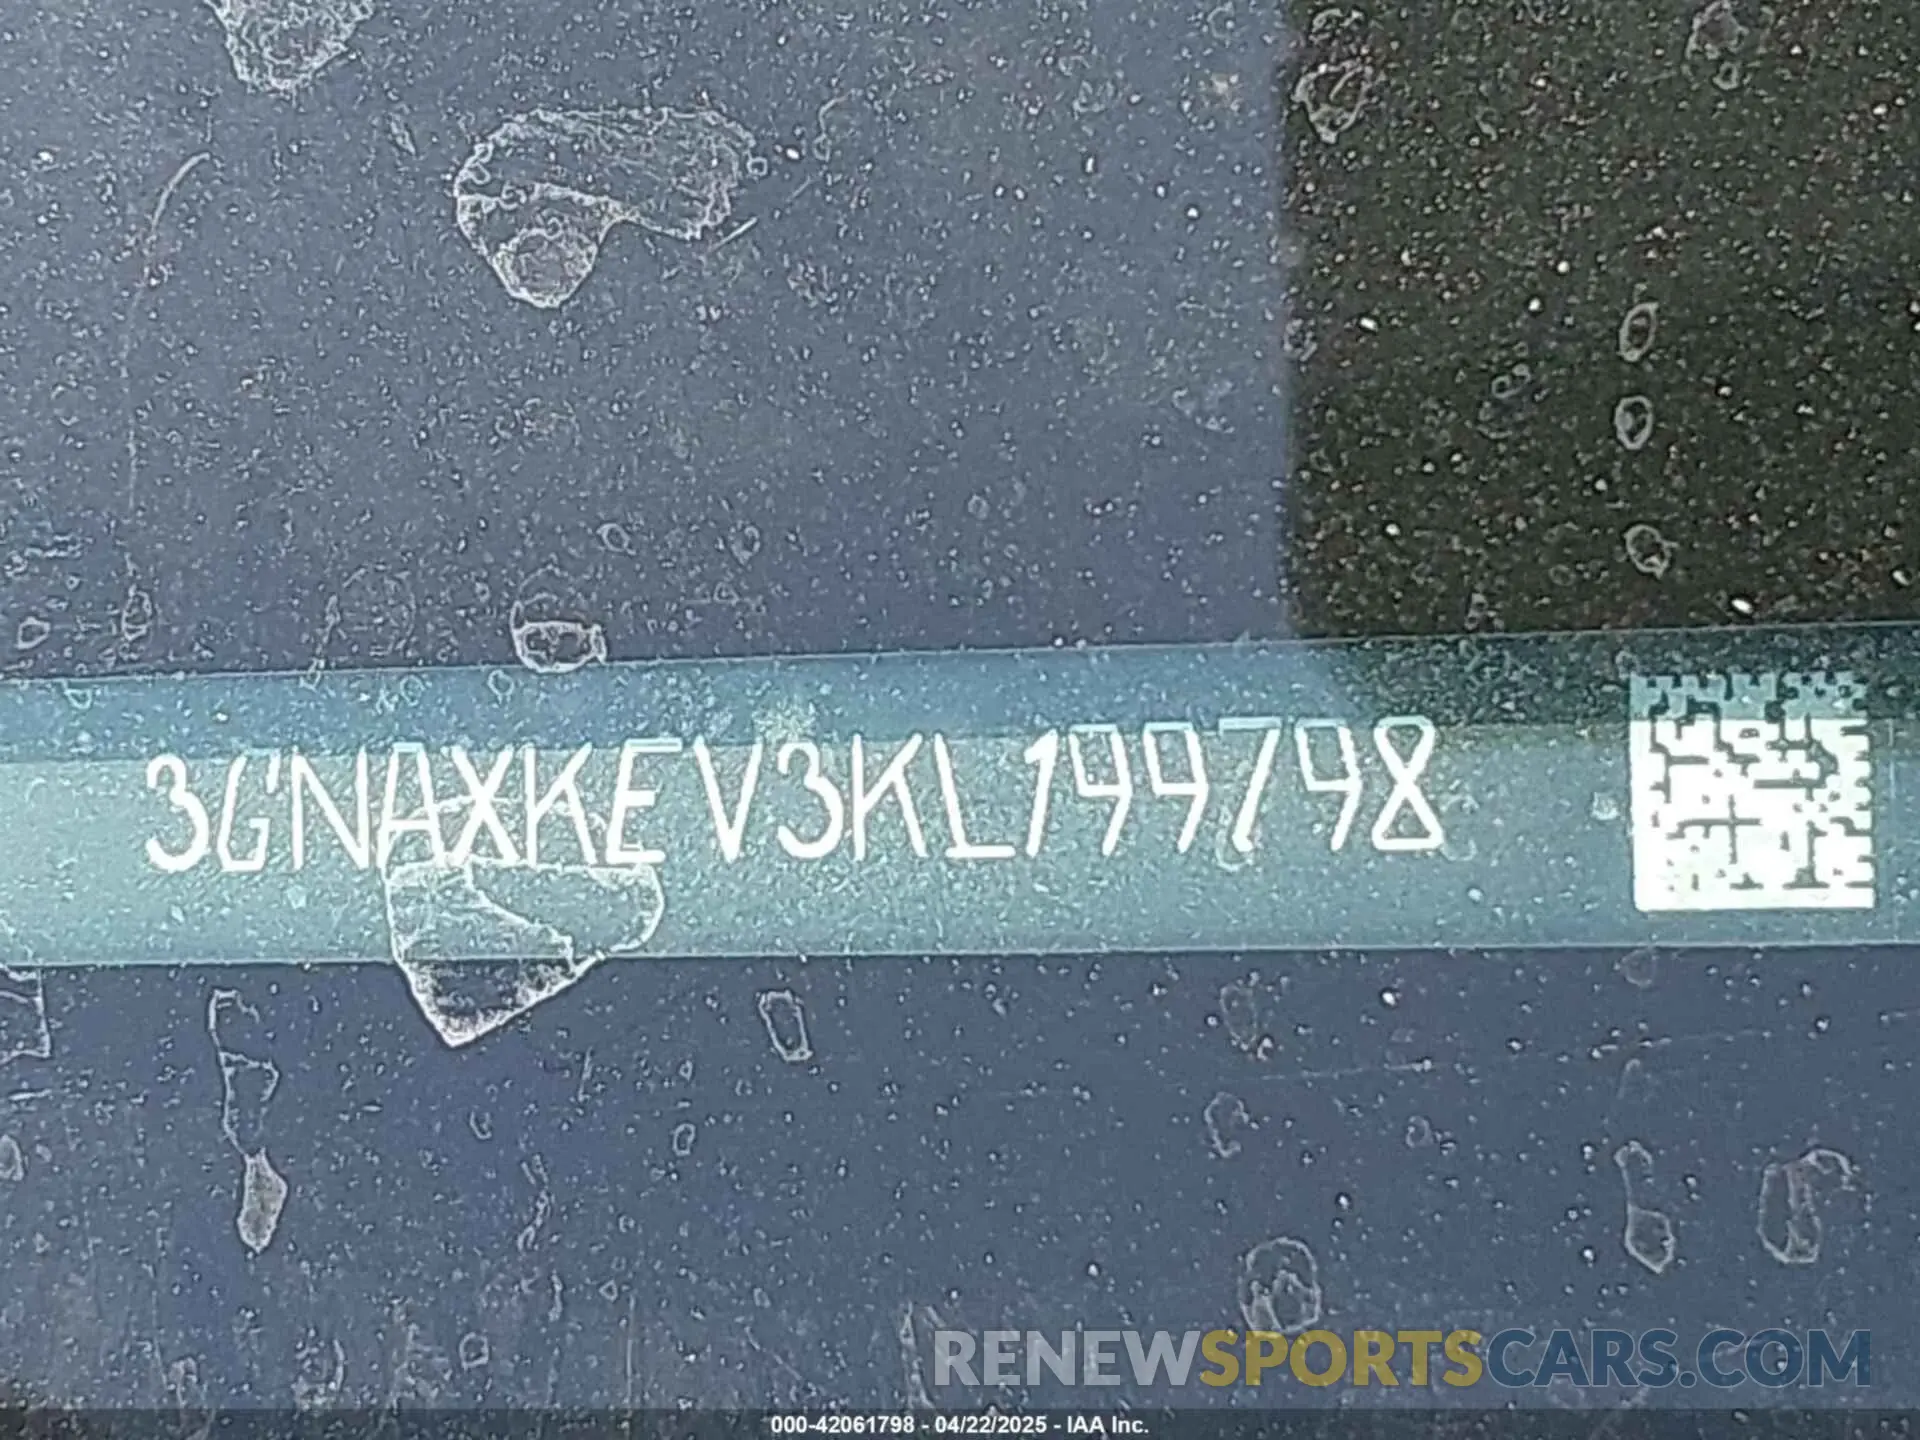 3GNAXKEV3KL199798
RENEWSPORTSCARS.COM
000-42061798 - 04/22/2025 - IAA Inc.